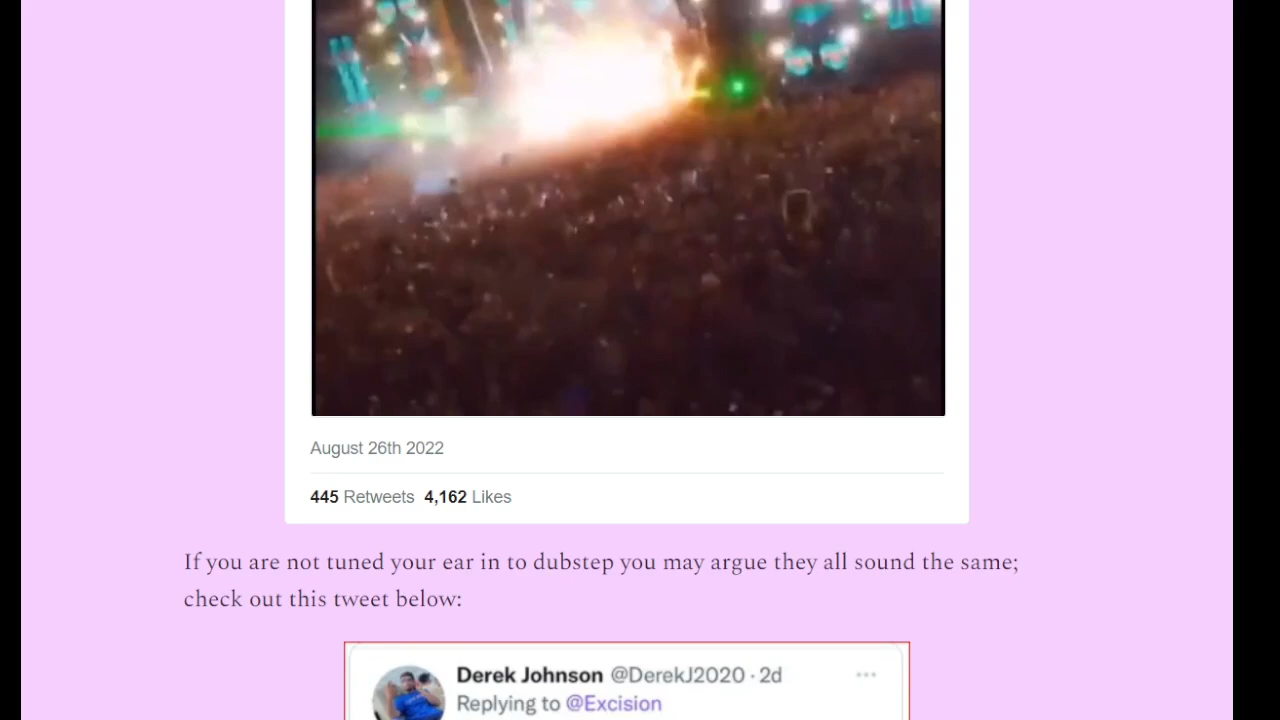 August 26th 2022
445 Retweets 4,162 Likes
If you are not tuned your ear in to dubstep you may argue they all sound the same;
check out this tweet below:
Derek Johnson @DerekJ2020 · 2d
Replying to @Excision